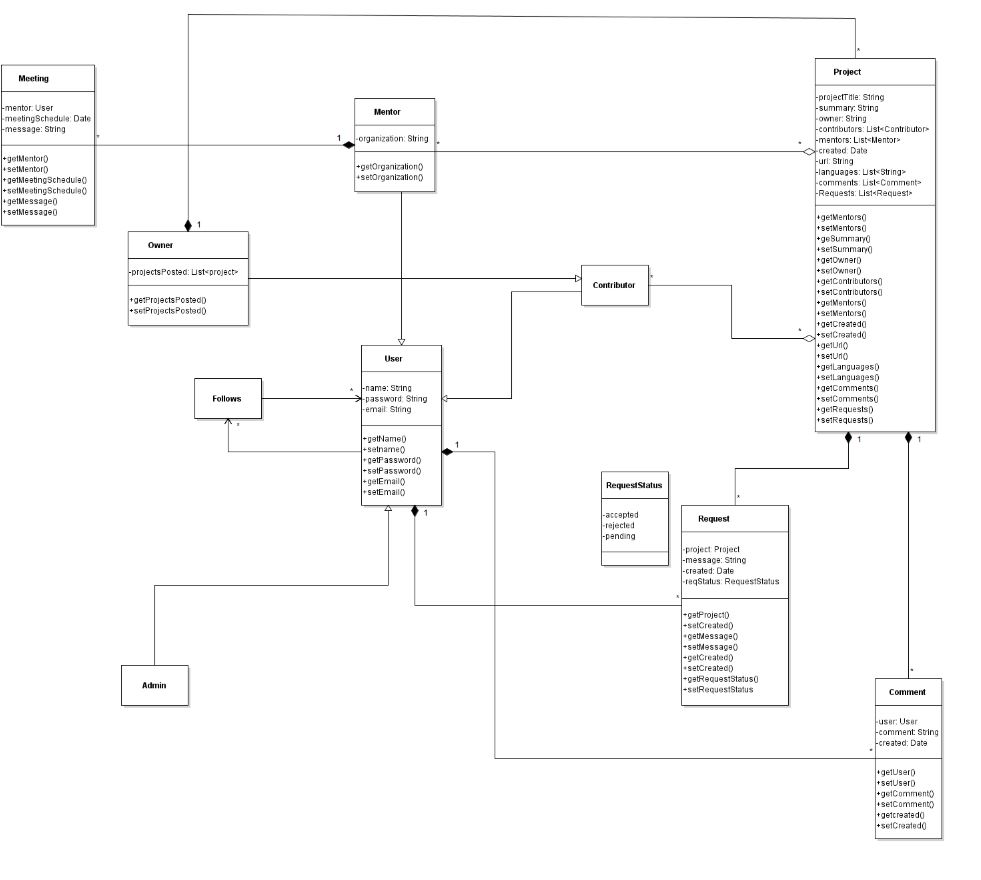 *
Project
-projectTitle: String
-summary: String
-owner: String
-contributors: List<Contributor>
-mentors: List<Mentor>
-created: Date
-url: String
-languages: List<String>
-comments: List<Comment>
-Requests: List<Request>
+getMentors()
+setMentors()
+geSummary()
+setSummary()
+getOwner()
+setOwner()
+getContributors()
+setContributors()
+getMentors()
+setMentors()
+getCreated()
+setCreated()
+getUrl()
+setUrl()
+getLanguages()
+setLanguages()
+getComments()
+setComments()
+getRequests()
+setRequests()
Meeting
-mentor: User
-meetingSchedule: Date
-message: String
+getMentor()
+setMentor()
+getMeetingSchedule()
+setMeetingSchedule()
+getMessage()
+setMessage()
*
1
Mentor
-organization: String
+getOrganization()
+setOrganization()
*
*
1
Owner
-projectsPosted: List<project>
+getProjectsPosted()
+setProjectsPosted()
Contributor
*
*
User
-name: String
-password: String
-email: String
+getName()
+setname()
+getPassword()
+setPassword()
+getEmail()
+setEmail()
Follows
*
*
1
1
1
1
RequestStatus
-accepted
-rejected
-pending
*
Request
-project: Project
-message: String
-created: Date
-reqStatus: RequestStatus
+getProject()
+setCreated()
+getMessage()
+setMessage()
+getCreated()
+setCreated()
+getRequestStatus()
+setRequestStatus
*
Admin
*
Comment
-user: User
-comment: String
-created: Date
+getUser()
+setUser()
+getComment()
+setComment()
+getcreated()
+setCreated()
*